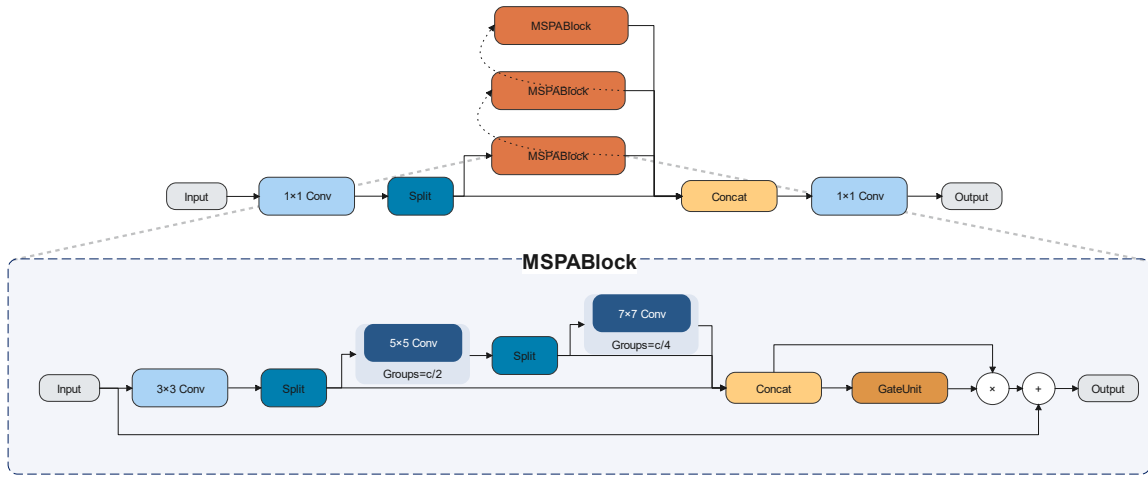 MSPABlock
MSPABlock
MSPABlock
Input
1×1 Conv
Split
Concat
1×1 Conv
Output
MSPABlock
7×7 Conv
5×5 Conv
Split
Groups=c/4
Groups=c/2
Input
3×3 Conv
Split
Concat
GateUnit
×
+
Output